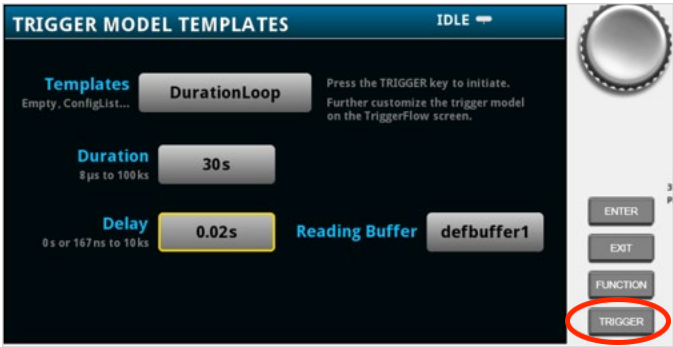 TRIGGER MODEL TEMPLATES
IDLE
Templates
Empty, ConfigList...
DurationLoop
Press the TRIGGER key to initiate.
Further customize the trigger model
on the TriggerFlow screen.
Duration
8µs to 100ks
30s
Delay
0s or 167ns to 10ks
0.02s
Reading Buffer
defbuffer1
ENTER
EXIT
FUNCTION
TRIGGER